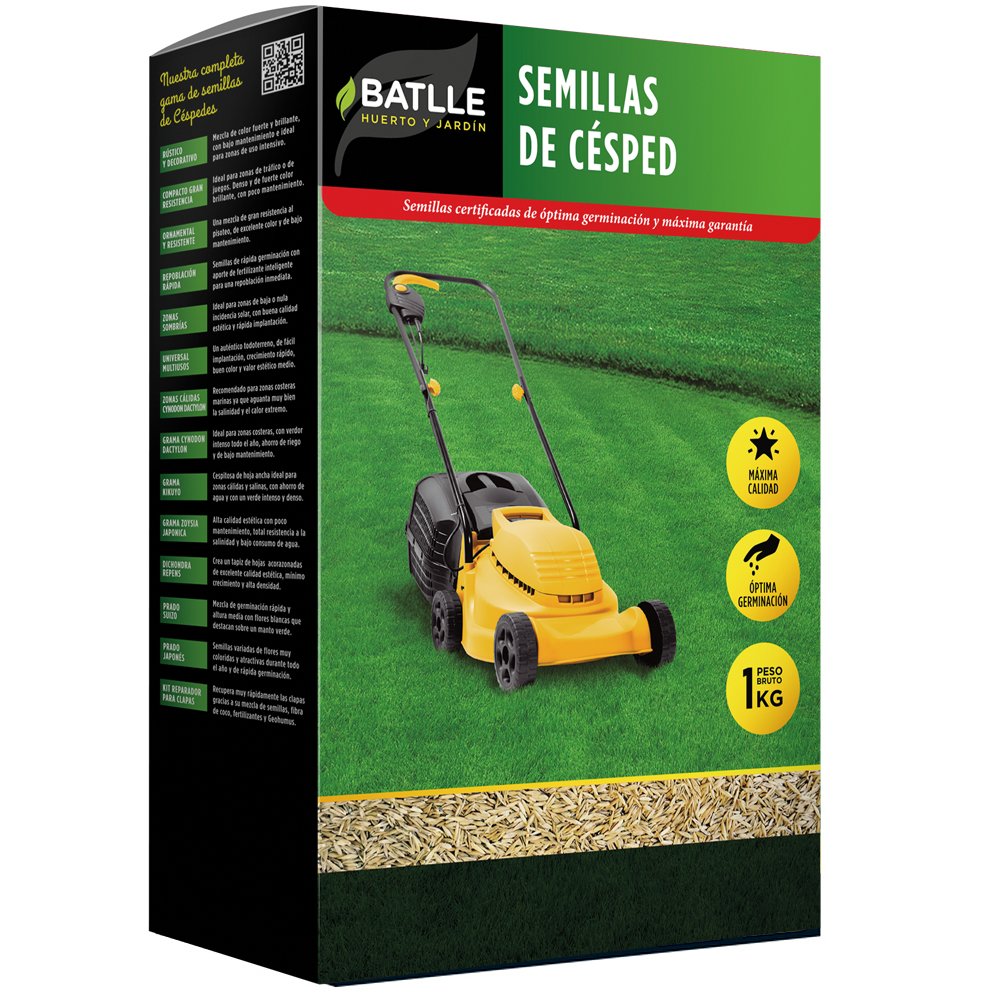 Nuestra completa
gama de semillas
de Céspedes
RÚSTICO
Y DECORATIVO
Mezcla de color fuerte y brillante,
con bajo mantenimiento e ideal
para zonas de uso intensivo.
COMPACTO GRAN
RESISTENCIA
Ideal para zonas de tráfico o de
juegos. Denso y de fuerte color
brillante, con poco mantenimiento.
ORNAMENTAL
Y RESISTENTE
Una mezcla de gran resistencia al
pisoteo, de excelente color y de bajo
mantenimiento.
REPOBLACIÓN
RÁPIDA
Semillas de rápida germinación con
aporte de fertilizante inteligente
para una repoblación inmediata.
ZONAS
SOMBRÍAS
Ideal para zonas de baja o nula
incidencia solar, con buena calidad
estética y rápida implantación.
UNIVERSAL
MULTIUSOS
Un auténtico todoterreno, de fácil
implantación, crecimiento rápido,
buen color y valor estético medio.
ZONAS CÁLIDAS
CYNODON DACTYLON
Recomendado para zonas costeras
marinas ya que aguanta muy bien
la salinidad y el calor extremo.
GRAMA CYNODON
DACTYLON
Ideal para zonas costeras, con verdor
intenso todo el año, ahorro de riego
y de bajo mantenimiento.
GRAMA
KIKUYO
Cespitosa de hoja ancha ideal para
zonas cálidas y salinas, con ahorro de
agua y con un verde intenso y denso.
GRAMA ZOYSIA
JAPONICA
Alta calidad estética con poco
mantenimiento, total resistencia a la
salinidad y bajo consumo de agua.
DICHONDRA
REPENS
Crea un tapiz de hojas acorazonadas
de excelente calidad estética, mínimo
crecimiento y alta densidad.
PRADO
SUIZO
Mezcla de germinación rápida y
altura media con flores blancas que
destacan sobre un manto verde.
PRADO
JAPONÉS
Semillas variadas de flores muy
coloridas y atractivas durante todo
el año y de rápida germinación.
KIT REPARADOR
PARA CLAPAS
Recupera muy rápidamente las clapas
gracias a su mezcla de semillas, fibra
de coco, fertilizantes y Geohumus.
BATLLE
HUERTO Y JARDÍN
SEMILLAS
DE CÉSPED
Semillas certificadas de óptima germinación y máxima garantía
MÁXIMA
CALIDAD
ÓPTIMA
GERMINACIÓN
1 PESO
BRUTO
KG